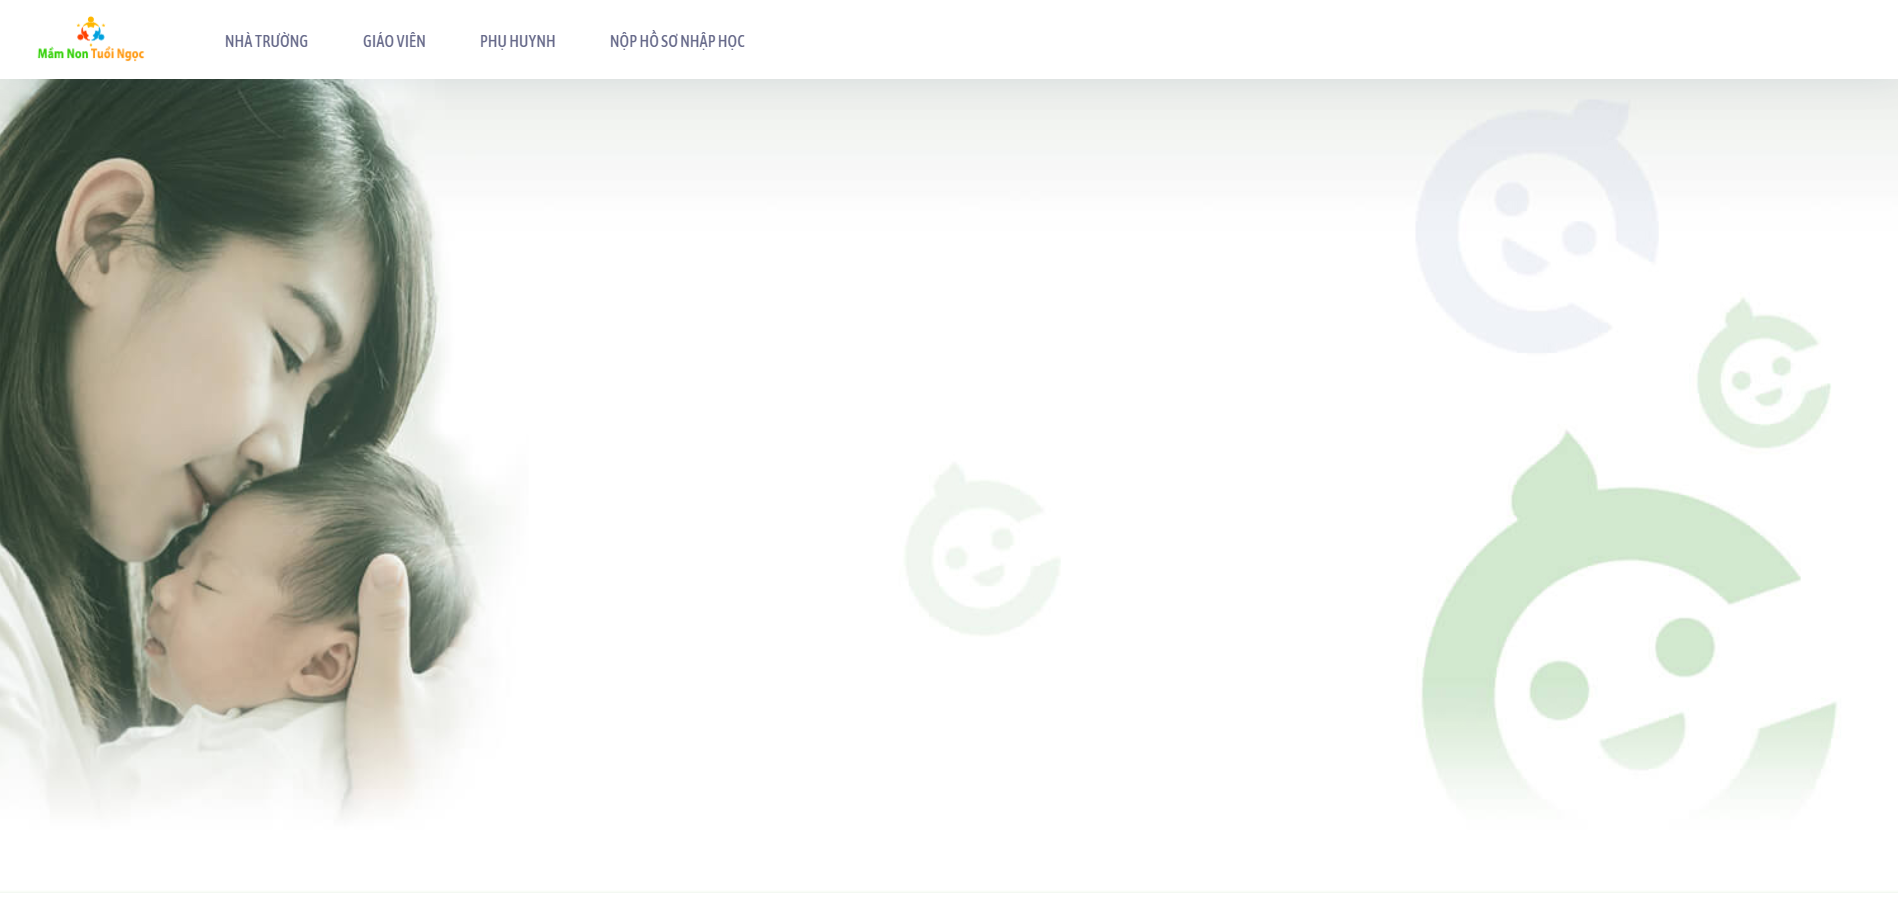 Mầm Non Tuổi Ngọc
NHÀ TRƯỜNG GIÁO VIÊN PHỤ HUYNH NỘP HỒ SƠ NHẬP HỌC